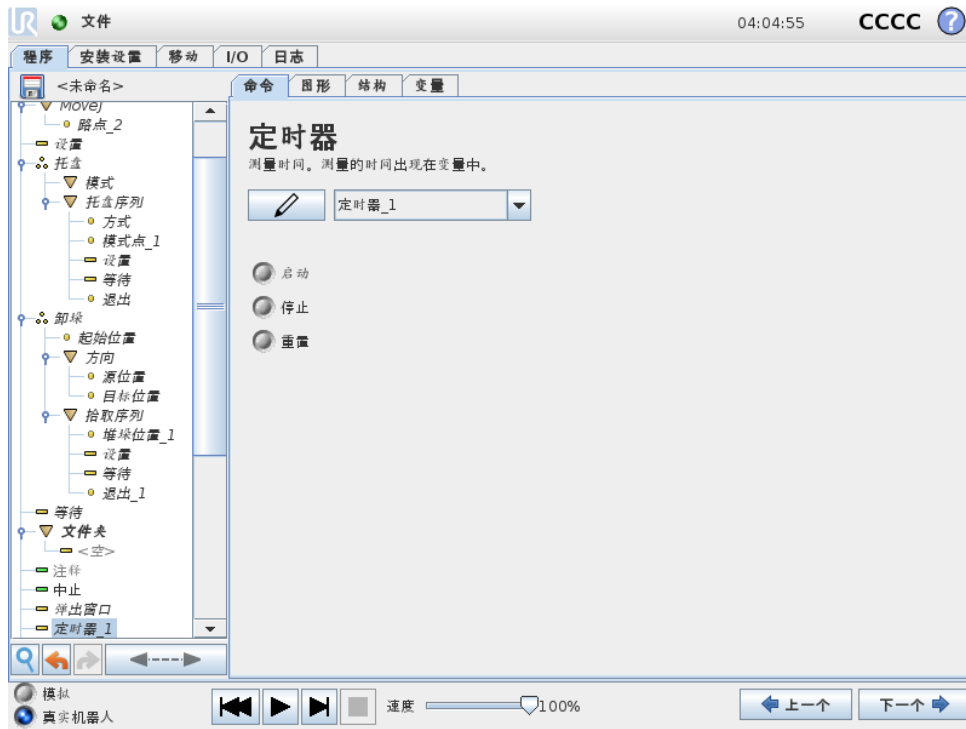 UR 文件 04:04:55 CCCC ?
程序 安装设置 移动 I/O 日志
<未命名> 命令 图形 结构 变量
MoveJ
路点_2
设置
托盘
模式
托盘序列
方式
模式点_1
设置
等待
退出
卸垛
起始位置
方向
源位置
目标位置
拾取序列
堆垛位置_1
设置
等待
退出_1
等待
文件夹
<空>
注释
中止
弹出窗口
定时器_1
定时器
测量时间。测量的时间出现在变量中。
定时器_1
启动
停止
重置
模拟
真实机器人
速度 100%
上一个 下一个